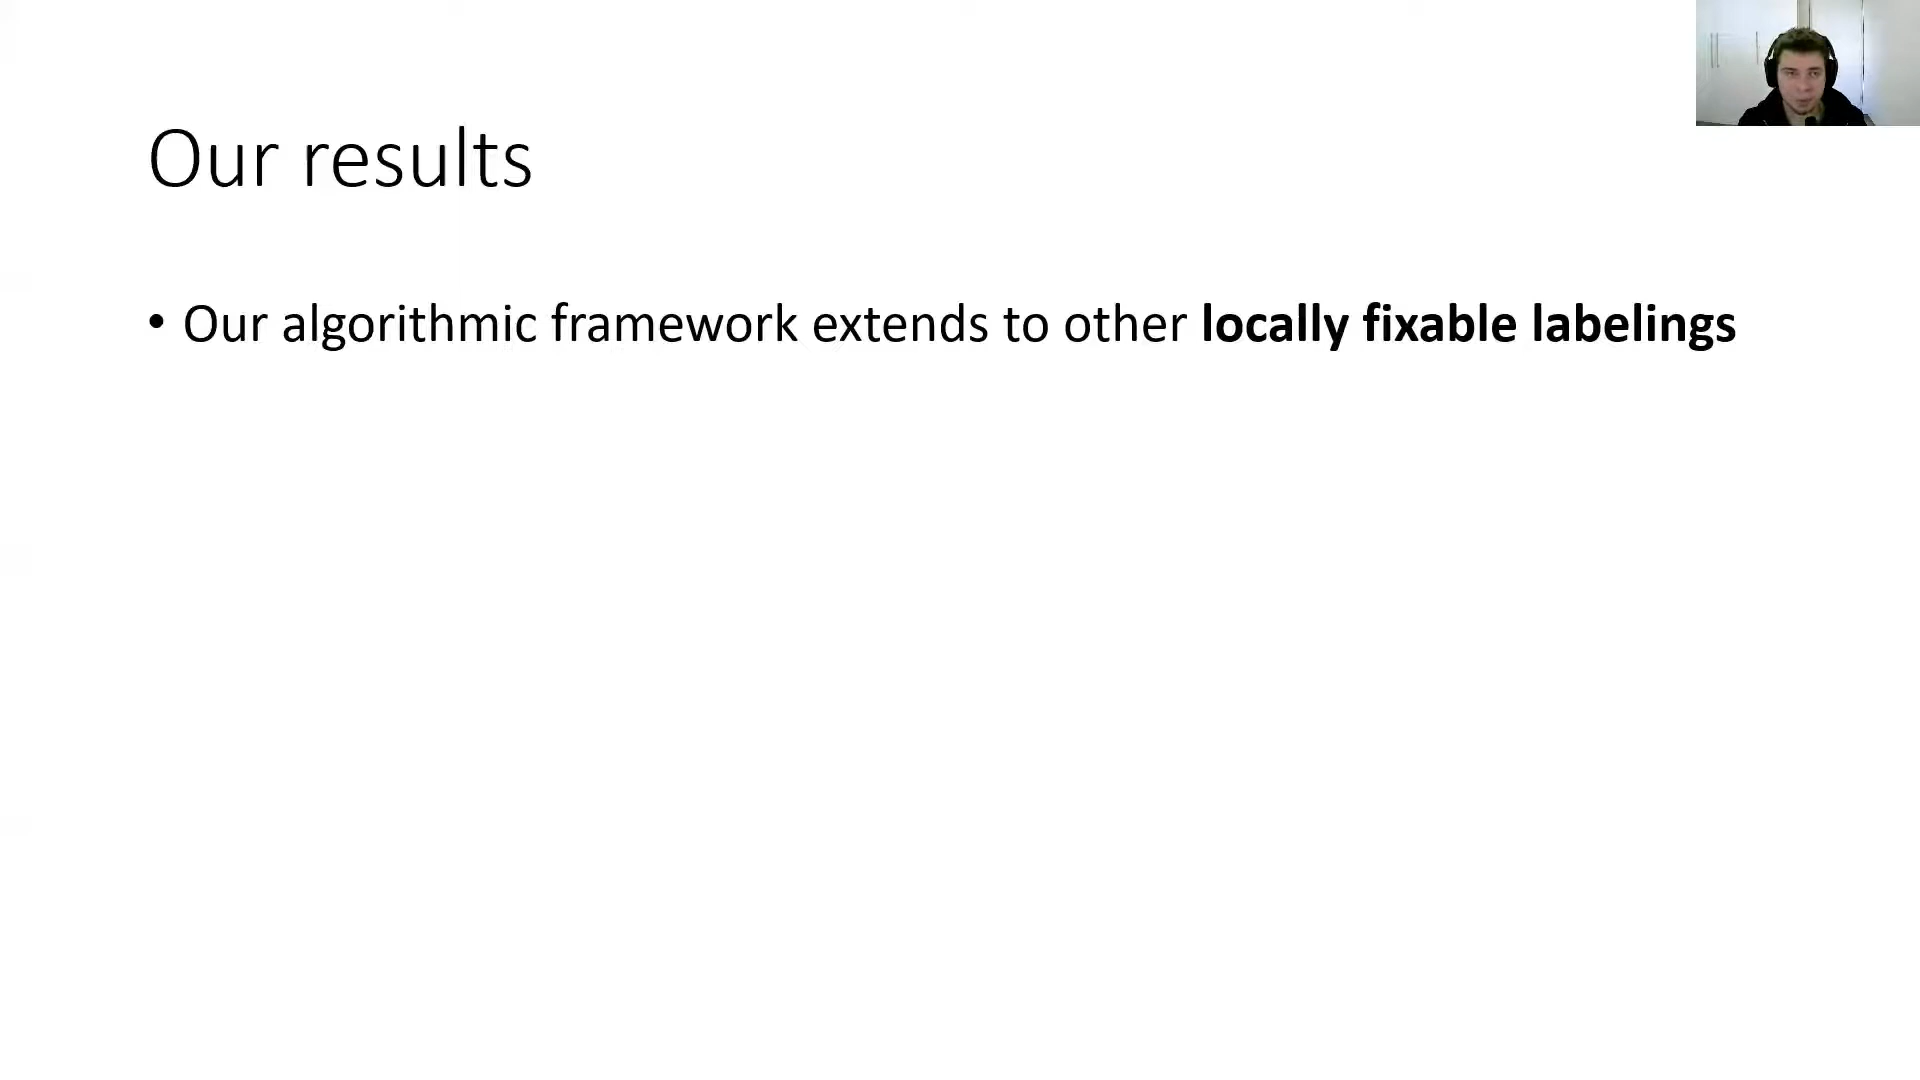 Our results
• Our algorithmic framework extends to other locally fixable labelings